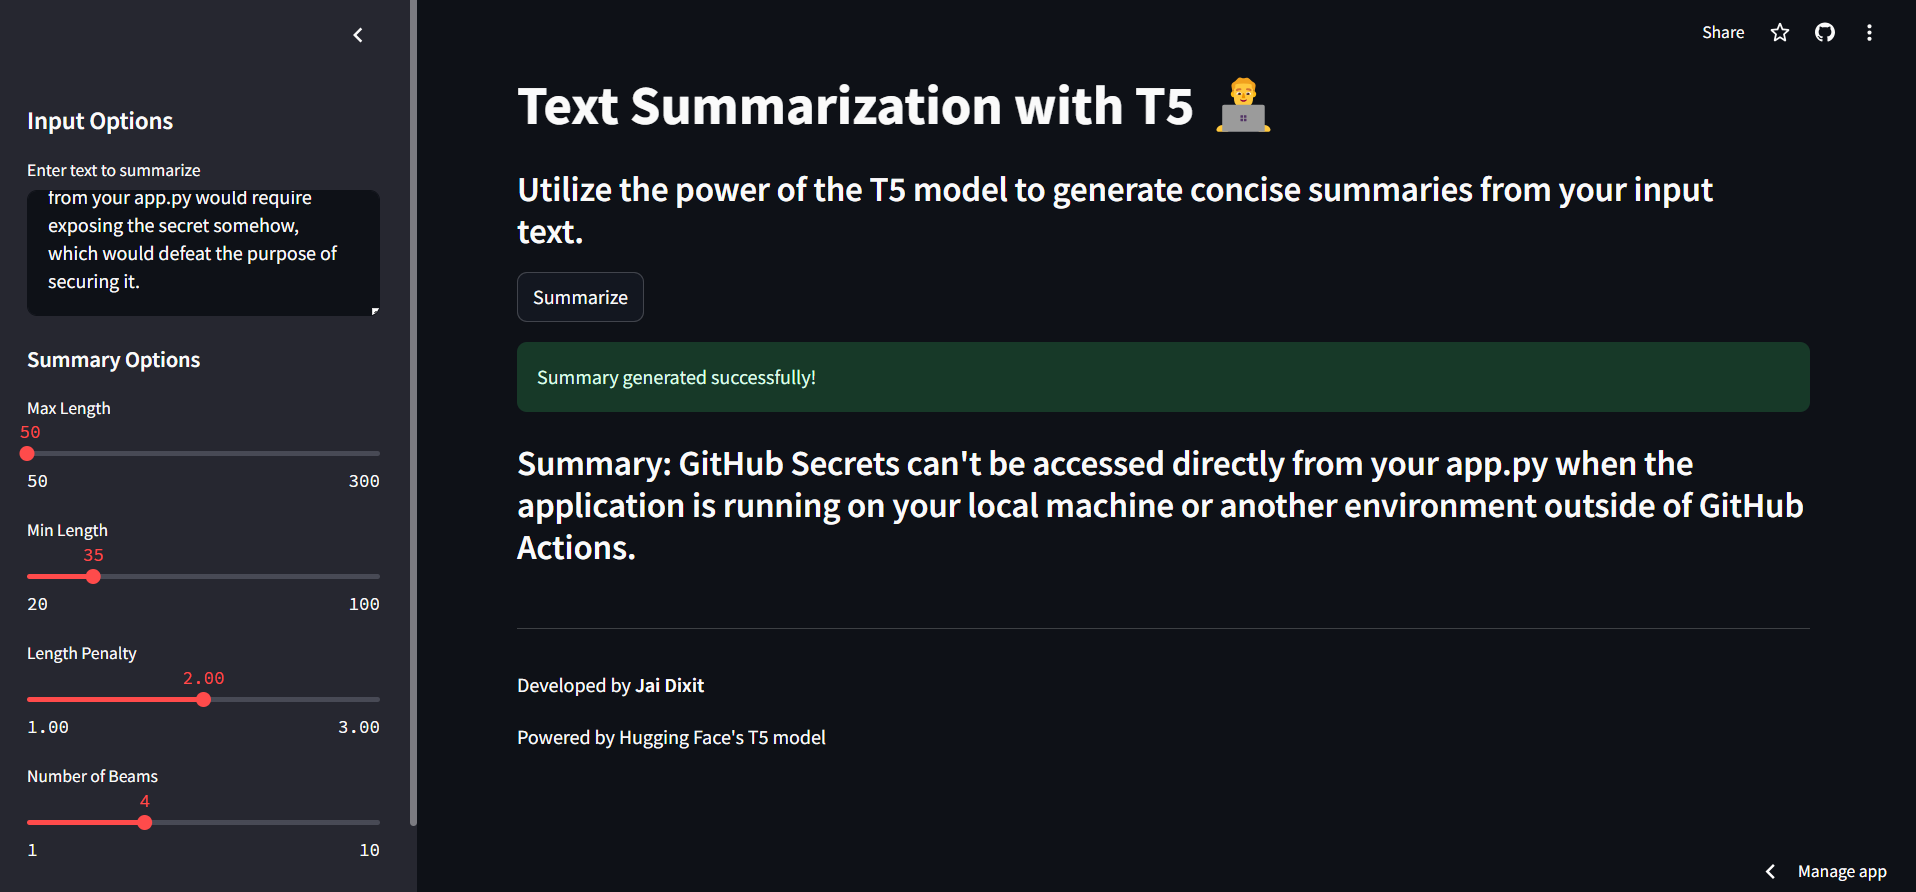 Input Options
Enter text to summarize
from your app.py would require
exposing the secret somehow,
which would defeat the purpose of
securing it.
Summary Options
Max Length
50
50 300
Min Length
35
20 100
Length Penalty
2.00
1.00 3.00
Number of Beams
4
1 10
Share
Text Summarization with T5
Utilize the power of the T5 model to generate concise summaries from your input
text.
Summarize
Summary generated successfully!
Summary: GitHub Secrets can't be accessed directly from your app.py when the
application is running on your local machine or another environment outside of GitHub
Actions.
Developed by Jai Dixit
Powered by Hugging Face's T5 model
Manage app